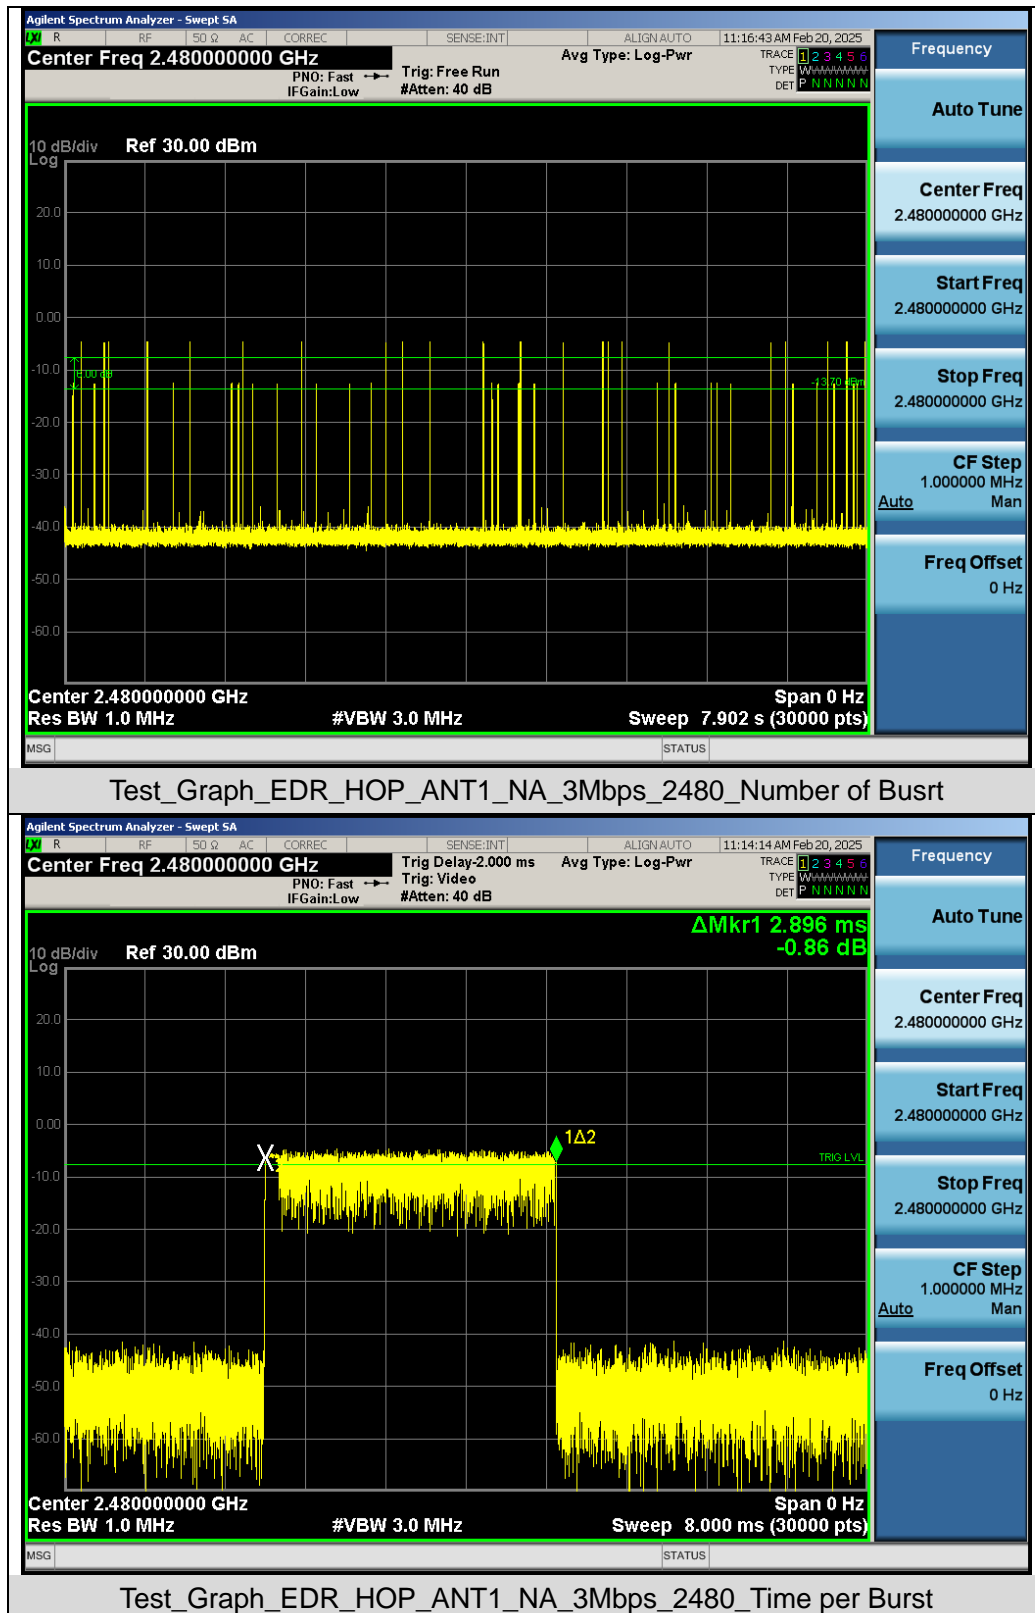 Agilent Spectrum Analyzer - Swept SA
LXI R RF 50 Ω AC CORREC SENSE:INT ALIGN AUTO 11:16:43 AM Feb 20, 2025
Center Freq 2.480000000 GHz Avg Type: Log-Pwr TRACE 1 2 3 4 5 6
PNO: Fast Trig: Free Run TYPE WWWWWW
IFGain:Low #Atten: 40 dB DET P N N N N N
Frequency
Auto Tune
10 dB/div Ref 30.00 dBm
Log
20.0
10.0
0.00
-10.0
-20.0
-30.0
-40.0
-50.0
-60.0
8.00 dB
-13.70 dBm
Center Freq
2.480000000 GHz
Start Freq
2.480000000 GHz
Stop Freq
2.480000000 GHz
CF Step
1.000000 MHz
Auto Man
Freq Offset
0 Hz
Center 2.480000000 GHz Span 0 Hz
Res BW 1.0 MHz #VBW 3.0 MHz Sweep 7.902 s (30000 pts)
MSG STATUS
Test_Graph_EDR_HOP_ANT1_NA_3Mbps_2480_Number of Busrt
Agilent Spectrum Analyzer - Swept SA
LXI R RF 50 Ω AC CORREC SENSE:INT ALIGN AUTO 11:14:14 AM Feb 20, 2025
Center Freq 2.480000000 GHz Trig Delay-2.000 ms Avg Type: Log-Pwr TRACE 1 2 3 4 5 6
PNO: Fast Trig: Video TYPE WWWWWW
IFGain:Low #Atten: 40 dB DET P N N N N N
Frequency
Auto Tune
ΔMkr1 2.896 ms
-0.86 dB
10 dB/div Ref 30.00 dBm
Log
20.0
10.0
0.00
-10.0
-20.0
-30.0
-40.0
-50.0
-60.0
1Δ2
TRIG LVL
Center Freq
2.480000000 GHz
Start Freq
2.480000000 GHz
Stop Freq
2.480000000 GHz
CF Step
1.000000 MHz
Auto Man
Freq Offset
0 Hz
Center 2.480000000 GHz Span 0 Hz
Res BW 1.0 MHz #VBW 3.0 MHz Sweep 8.000 ms (30000 pts)
MSG STATUS
Test_Graph_EDR_HOP_ANT1_NA_3Mbps_2480_Time per Burst